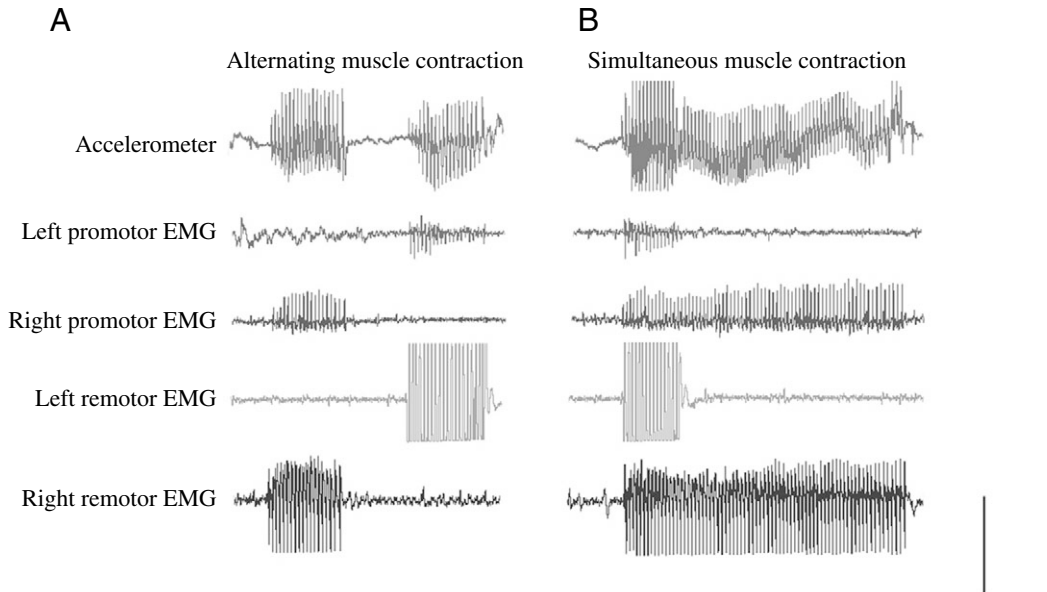 A
B
Alternating muscle contraction
Simultaneous muscle contraction
Accelerometer
Left promotor EMG
Right promotor EMG
Left remotor EMG
Right remotor EMG